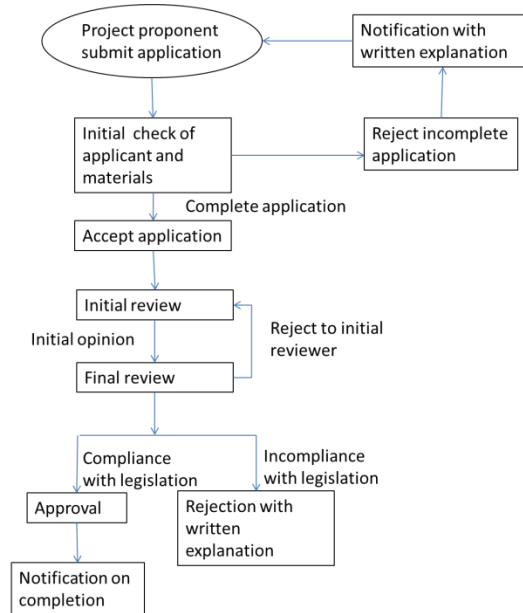 Project proponent
submit application
Notification with
written explanation
Initial check of
applicant and
materials
Reject incomplete
application
Complete application
Accept application
Initial review
Initial opinion
Reject to initial
reviewer
Final review
Compliance
with legislation
Incompliance
with legislation
Approval
Rejection with
written
explanation
Notification on
completion